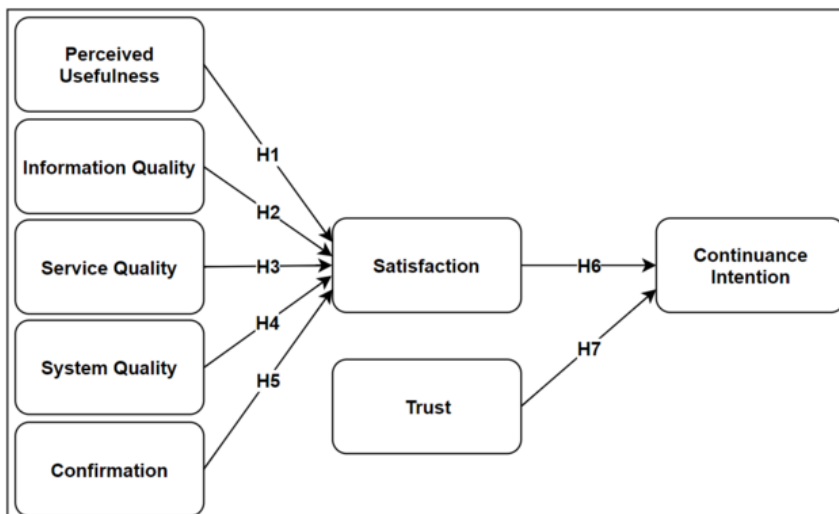 Perceived
Usefulness
H1
Information Quality
H2
Service Quality
H3
Satisfaction
H6
Continuance
Intention
System Quality
H4
H5
H7
Trust
Confirmation